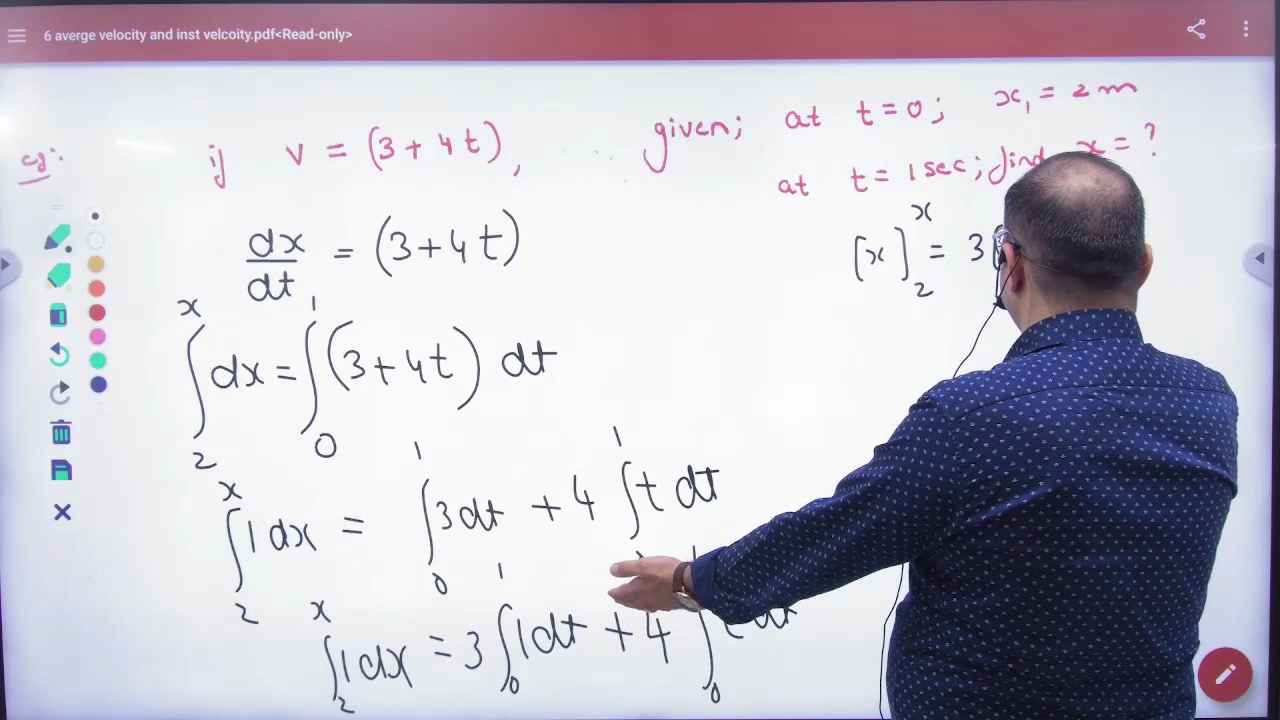 6 averge velocity and inst velcoity.pdf<Read-only>
eg:
if v = (3 + 4t), given; at t = 0; x₁ = 2 m
at t = 1 sec; find x = ?
dx/dt = (3 + 4t)
[x]₂ˣ = 3
∫₂ˣ dx = ∫₀¹ (3 + 4t) dt
∫₂ˣ 1 dx = ∫₀¹ 3 dt + 4 ∫¹ t dt
∫₂ˣ 1 dx = 3 ∫₀¹ 1 dt + 4 ∫₀ t dt